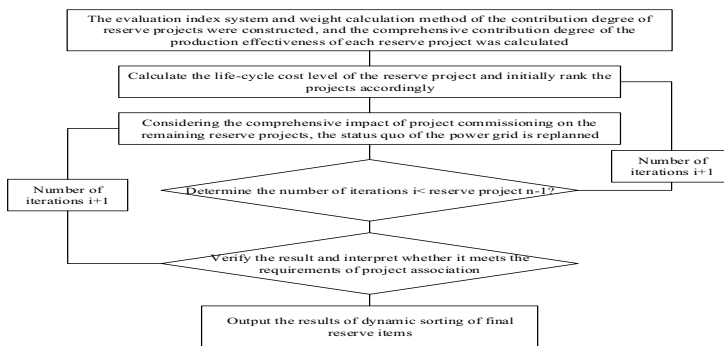 The evaluation index system and weight calculation method of the contribution degree of
reserve projects were constructed, and the comprehensive contribution degree of the
production effectiveness of each reserve project was calculated
Calculate the life-cycle cost level of the reserve project and initially rank the
projects accordingly
Considering the comprehensive impact of project commissioning on the
remaining reserve projects, the status quo of the power grid is replanned
Number of
iterations i+1
Number of
iterations i+1
Determine the number of iterations i< reserve project n-1?
Verify the result and interpret whether it meets the
requirements of project association
Output the results of dynamic sorting of final
reserve items